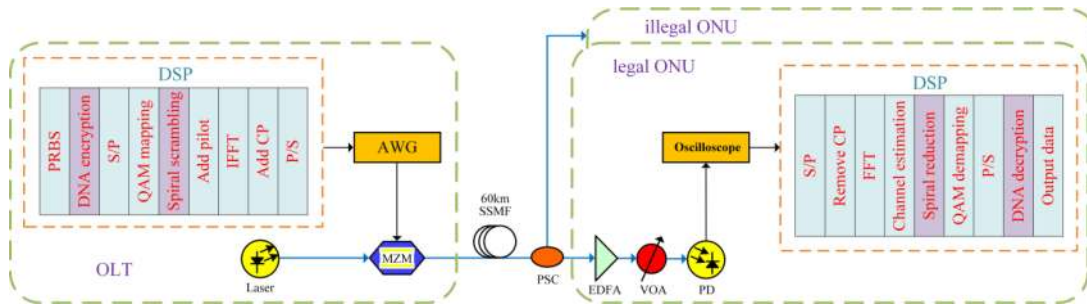 DSP
PRBS
DNA encryption
S/P
QAM mapping
Spiral scrambling
Add pilot
IFFT
Add CP
P/S
AWG
OLT
Laser
MZM
60km
SSMF
PSC
illegal ONU
legal ONU
EDFA
VOA
PD
Oscilloscope
DSP
S/P
Remove CP
FFT
Channel estimation
Spiral reduction
QAM demapping
P/S
DNA decryption
Output data